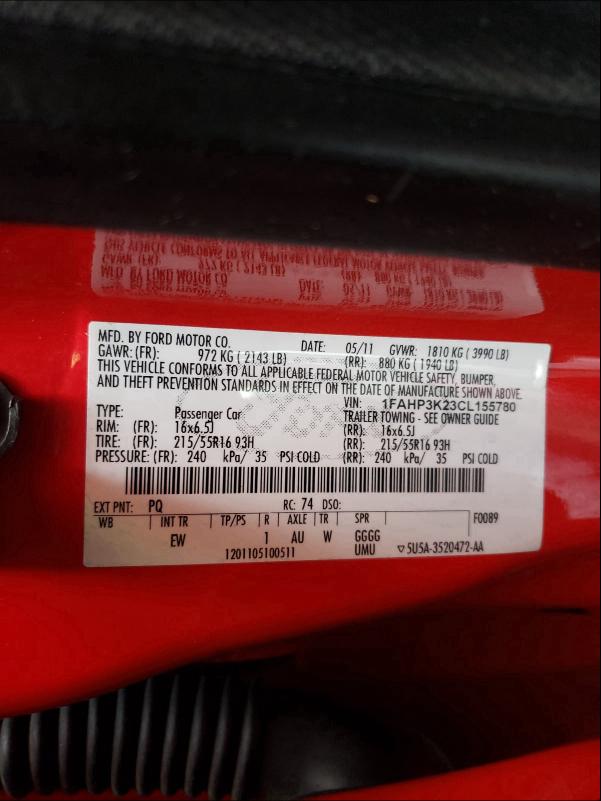 MFD. BY FORD MOTOR CO. DATE: 05/11 GVWR: 1810 KG ( 3990 LB)
GAWR: (FR): 972 KG ( 2143 LB) (RR): 880 KG ( 1940 LB)
THIS VEHICLE CONFORMS TO ALL APPLICABLE FEDERAL MOTOR VEHICLE SAFETY, BUMPER,
AND THEFT PREVENTION STANDARDS IN EFFECT ON THE DATE OF MANUFACTURE SHOWN ABOVE.
VIN: 1FAHP3K23CL155780
TYPE: Passenger Car TRAILER TOWING - SEE OWNER GUIDE
RIM: (FR): 16x6.5J (RR): 16x6.5J
TIRE: (FR): 215/55R16 93H (RR): 215/55R16 93H
PRESSURE: (FR): 240 kPa/ 35 PSI COLD (RR): 240 kPa/ 35 PSI COLD
EXT PNT: PQ RC: 74 DSO:
WB INT TR TP/PS R AXLE TR SPR F0089
EW 1 AU W GGGG
1201105100511 UMU ▽5U5A-3520472-AA